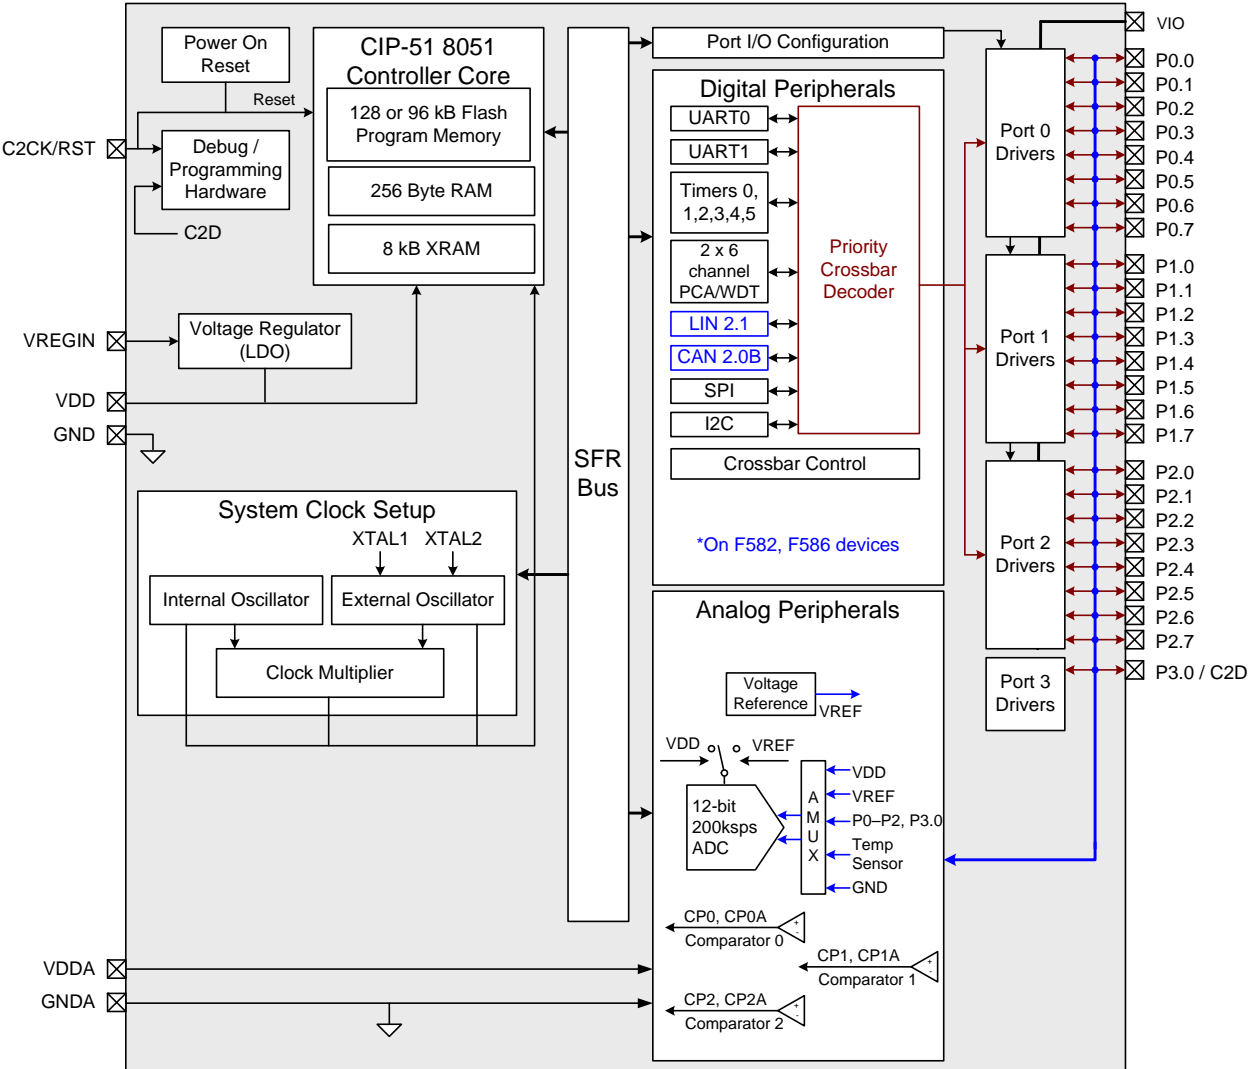 Power On
Reset
Reset
C2CK/RST
Debug /
Programming
Hardware
C2D
CIP-51 8051
Controller Core
128 or 96 kB Flash
Program Memory
256 Byte RAM
8 kB XRAM
VREGIN
Voltage Regulator
(LDO)
VDD
GND
System Clock Setup
XTAL1
XTAL2
Internal Oscillator
External Oscillator
Clock Multiplier
SFR
Bus
Port I/O Configuration
Digital Peripherals
UART0
UART1
Timers 0,
1,2,3,4,5
2 x 6
channel
PCA/WDT
LIN 2.1
CAN 2.0B
SPI
I2C
Priority
Crossbar
Decoder
Crossbar Control
*On F582, F586 devices
Port 0
Drivers
Port 1
Drivers
Port 2
Drivers
Port 3
Drivers
VIO
P0.0
P0.1
P0.2
P0.3
P0.4
P0.5
P0.6
P0.7
P1.0
P1.1
P1.2
P1.3
P1.4
P1.5
P1.6
P1.7
P2.0
P2.1
P2.2
P2.3
P2.4
P2.5
P2.6
P2.7
P3.0 / C2D
Analog Peripherals
Voltage
Reference
VREF
VDD
VREF
12-bit
200ksps
ADC
A
M
U
X
VDD
VREF
P0–P2, P3.0
Temp
Sensor
GND
CP0, CP0A
+
-
Comparator 0
CP1, CP1A
+
-
Comparator 1
CP2, CP2A
+
-
Comparator 2
VDDA
GNDA